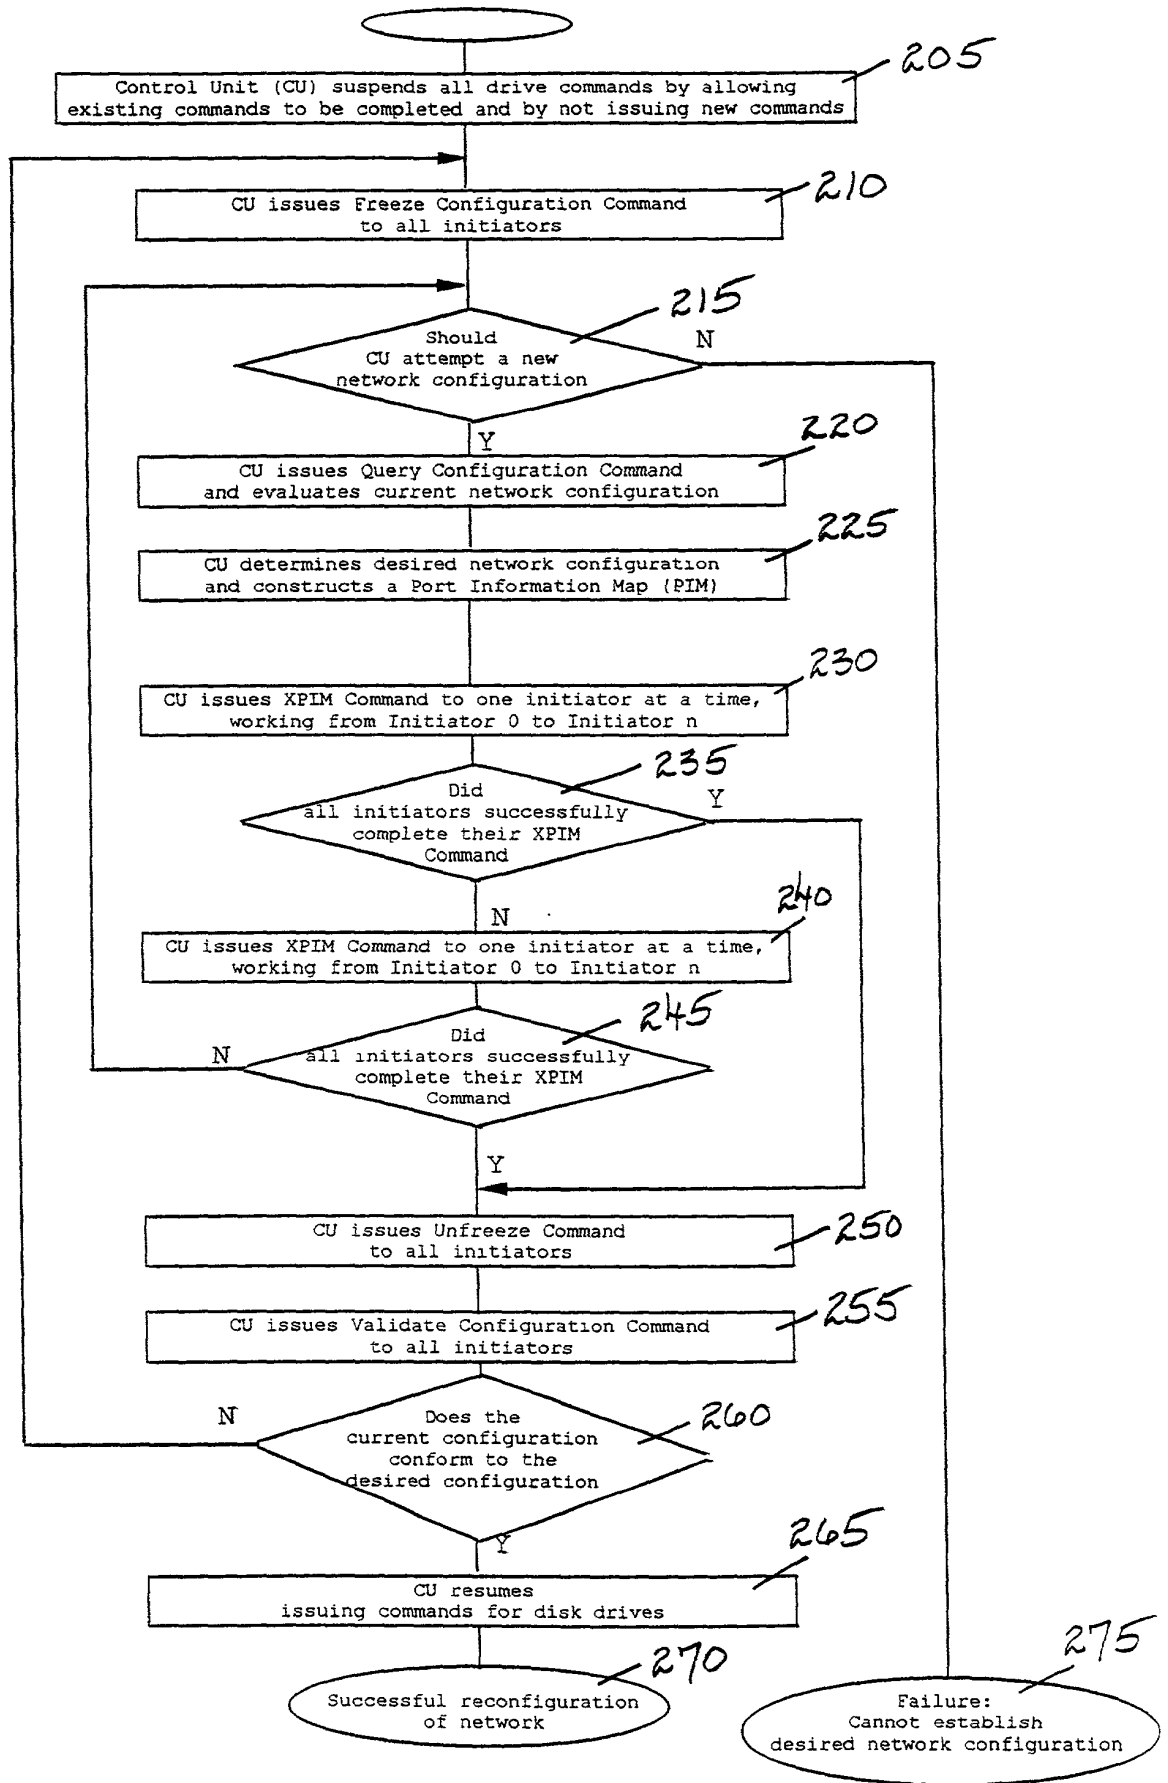 205
Control Unit (CU) suspends all drive commands by allowing
existing commands to be completed and by not issuing new commands
210
CU issues Freeze Configuration Command
to all initiators
215
Should
CU attempt a new
network configuration
N
Y
220
CU issues Query Configuration Command
and evaluates current network configuration
225
CU determines desired network configuration
and constructs a Port Information Map (PIM)
230
CU issues XPIM Command to one initiator at a time,
working from Initiator 0 to Initiator n
235
Did
all initiators successfully
complete their XPIM
Command
Y
N
240
CU issues XPIM Command to one initiator at a time,
working from Initiator 0 to Initiator n
245
Did
all initiators successfully
complete their XPIM
Command
N
Y
250
CU issues Unfreeze Command
to all initiators
255
CU issues Validate Configuration Command
to all initiators
N
260
Does the
current configuration
conform to the
desired configuration
Y
265
CU resumes
issuing commands for disk drives
270
Successful reconfiguration
of network
275
Failure:
Cannot establish
desired network configuration